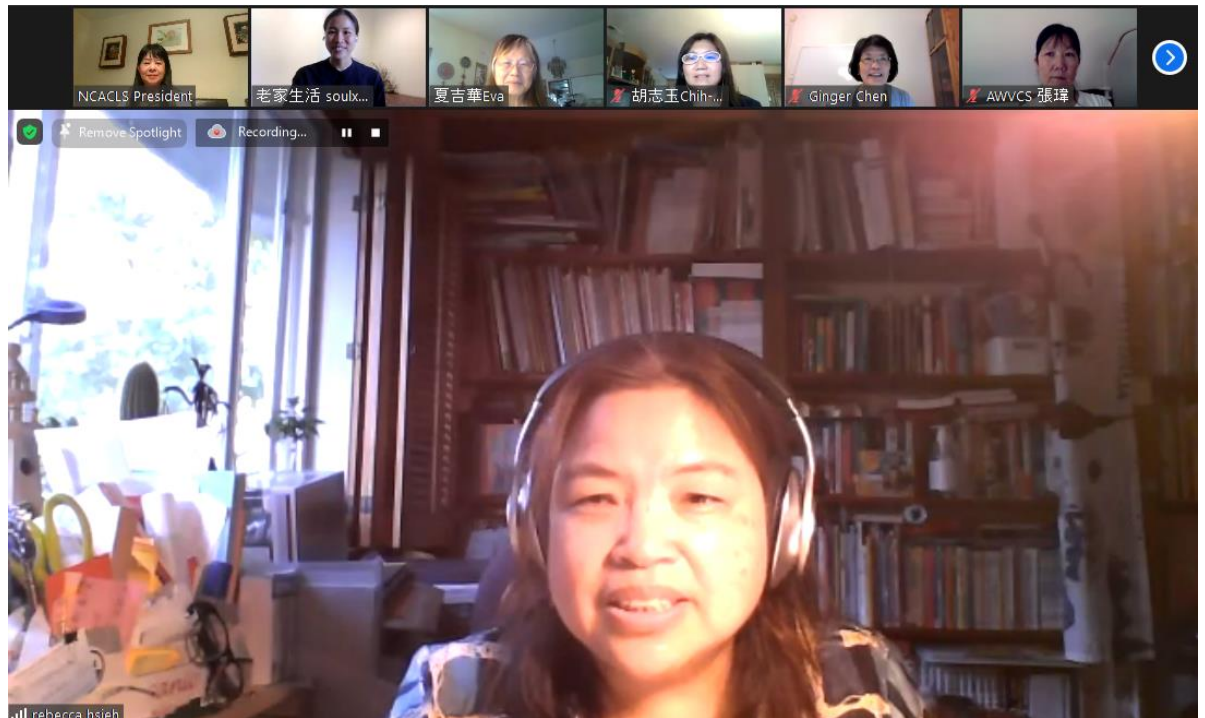 NCACLS President
老家生活 soulx...
夏吉華Eva
胡志玉Chih-...
Ginger Chen
AWVCS 張瑋
Remove Spotlight
Recording...
rebecca hsieh